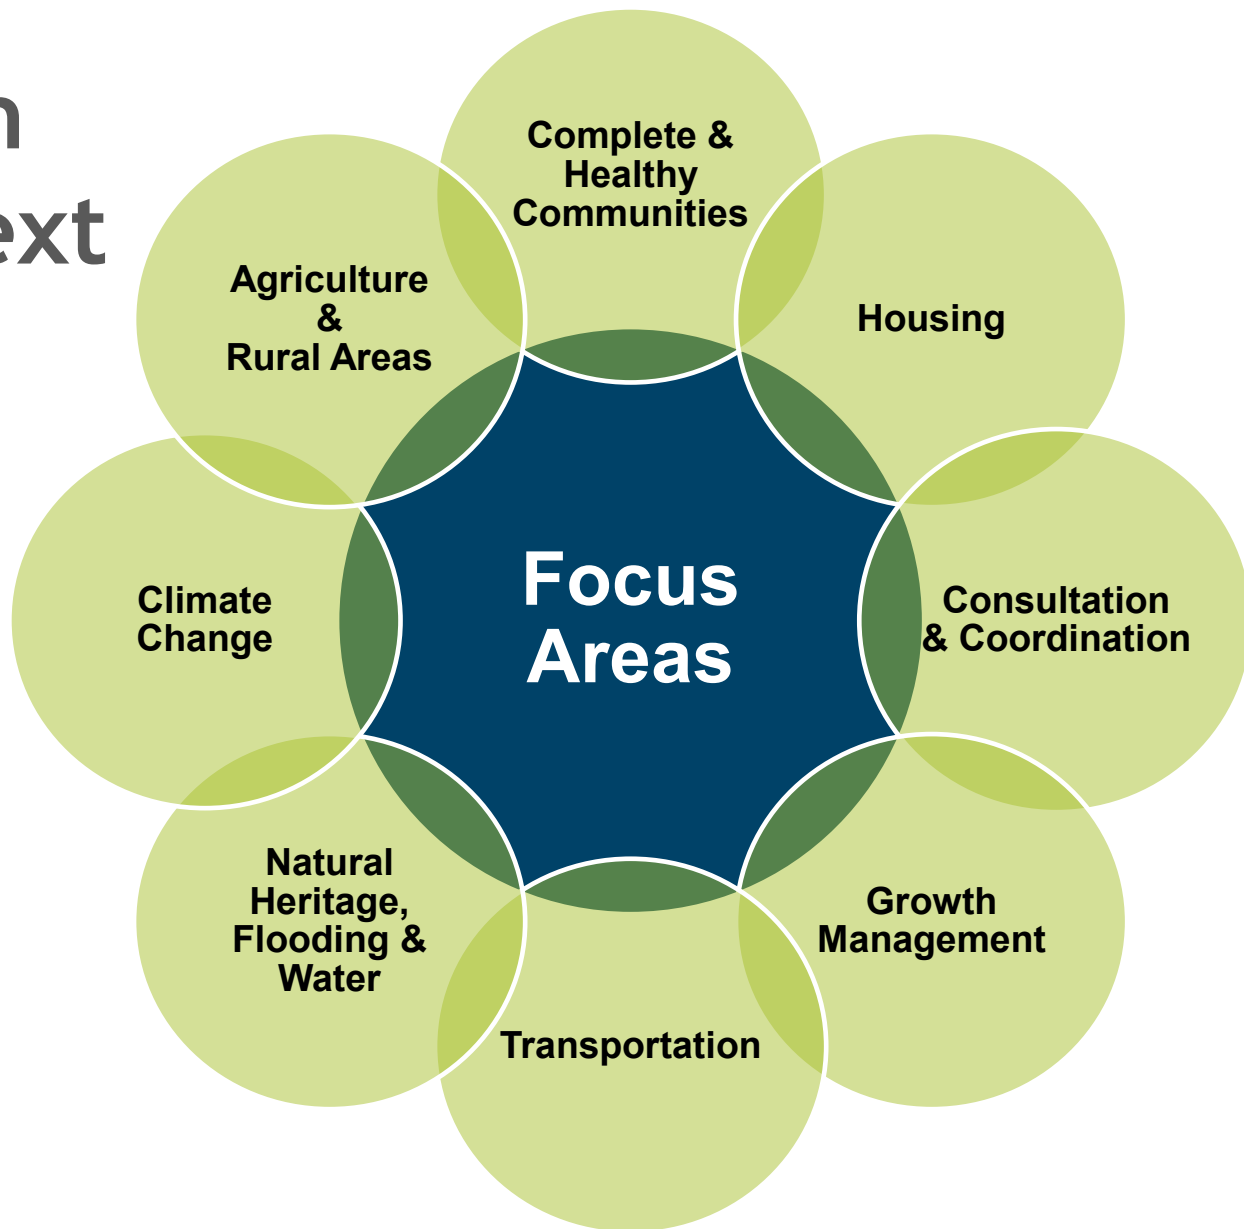 n
ext
Complete &
Healthy
Communities
Housing
Consultation
& Coordination
Growth
Management
Transportation
Natural
Heritage,
Flooding &
Water
Climate
Change
Agriculture
&
Rural Areas
Focus
Areas